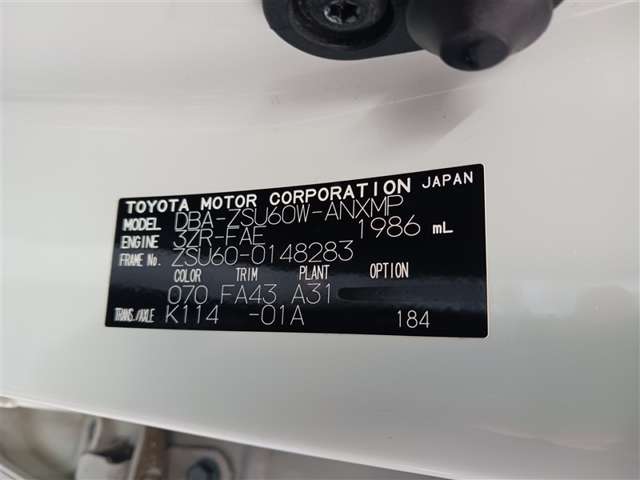 TOYOTA MOTOR CORPORATION JAPAN
MODEL DBA-ZSU60W-ANXMP
ENGINE 3ZR-FAE 1986 mL
FRAME No. ZSU60-0148283
COLOR TRIM PLANT OPTION
070 FA43 A31
TRANS./AXLE K114 -01A 184